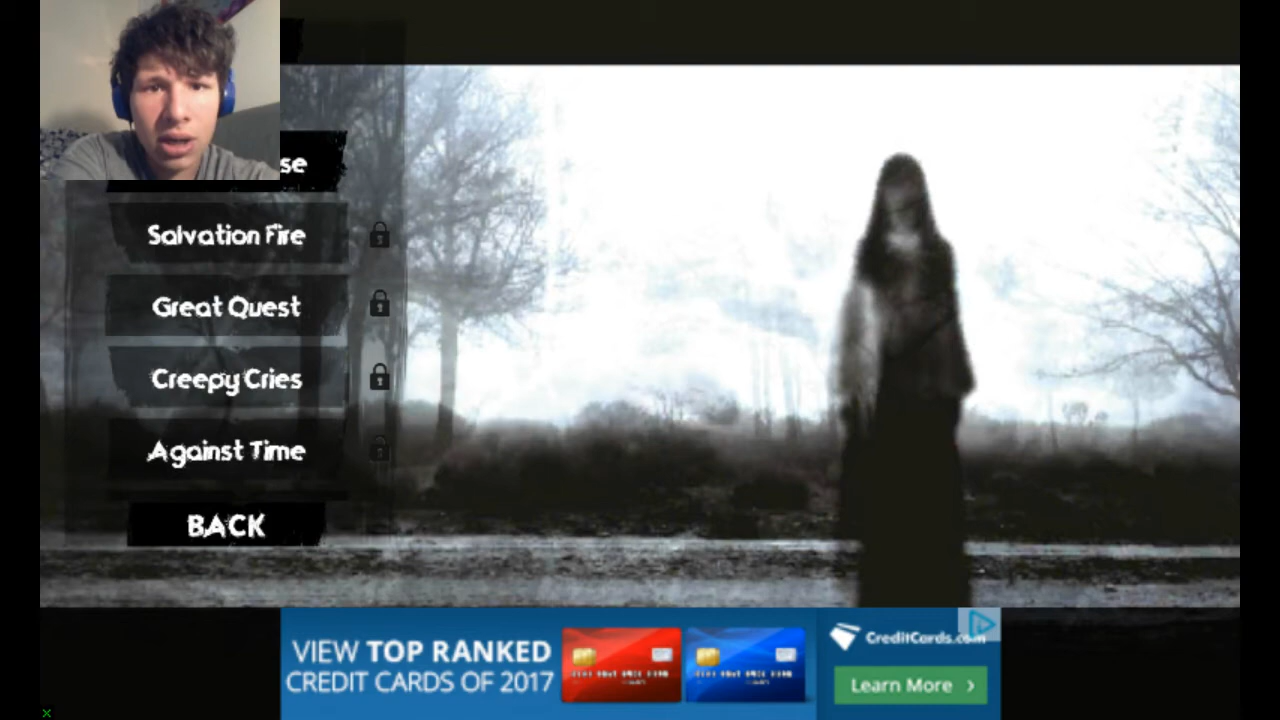 se
Salvation Fire
Great Quest
Creepy Cries
Against Time
BACK
VIEW TOP RANKED
CREDIT CARDS OF 2017
CreditCards.com
Learn More